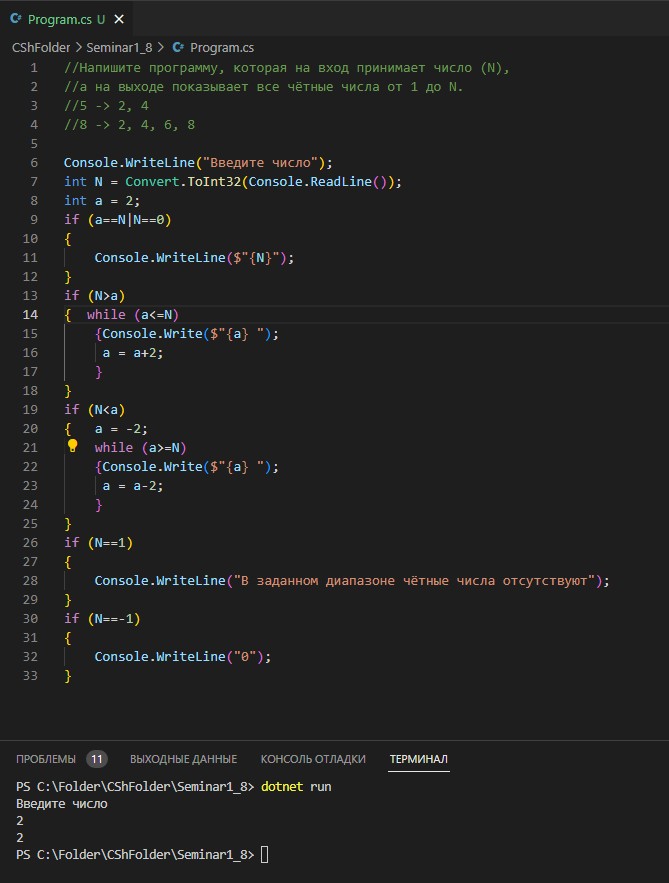 Program.cs U
CShFolder > Seminar1_8 > Program.cs
1 //Напишите программу, которая на вход принимает число (N),
2 //а на выходе показывает все чётные числа от 1 до N.
3 //5 -> 2, 4
4 //8 -> 2, 4, 6, 8
5
6 Console.WriteLine("Введите число");
7 int N = Convert.ToInt32(Console.ReadLine());
8 int a = 2;
9 if (a==N|N==0)
10 {
11     Console.WriteLine($"{N}");
12 }
13 if (N>a)
14 {  while (a<=N)
15     {Console.Write($"{a} ");
16      a = a+2;
17     }
18 }
19 if (N<a)
20 {   a = -2;
21     while (a>=N)
22     {Console.Write($"{a} ");
23      a = a-2;
24     }
25 }
26 if (N==1)
27 {
28     Console.WriteLine("В заданном диапазоне чётные числа отсутствуют");
29 }
30 if (N==-1)
31 {
32     Console.WriteLine("0");
33 }
ПРОБЛЕМЫ 11 ВЫХОДНЫЕ ДАННЫЕ КОНСОЛЬ ОТЛАДКИ ТЕРМИНАЛ
PS C:\Folder\CShFolder\Seminar1_8> dotnet run
Введите число
2
2
PS C:\Folder\CShFolder\Seminar1_8>